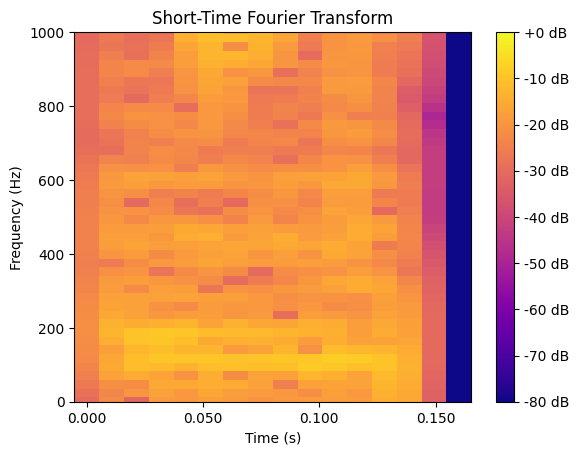 Short-Time Fourier Transform
1000
800
600
400
200
0
Frequency (Hz)
0.000
0.050
0.100
0.150
Time (s)
+0 dB
-10 dB
-20 dB
-30 dB
-40 dB
-50 dB
-60 dB
-70 dB
-80 dB